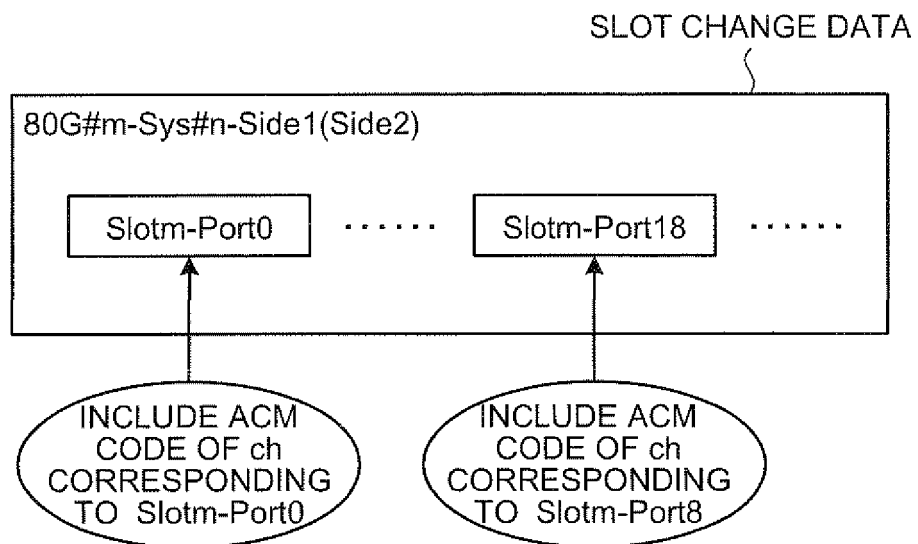 SLOT CHANGE DATA
80G#m-Sys#n-Side1(Side2)
Slotm-Port0 ...... Slotm-Port18 ......
INCLUDE ACM
CODE OF ch
CORRESPONDING
TO Slotm-Port0
INCLUDE ACM
CODE OF ch
CORRESPONDING
TO Slotm-Port8